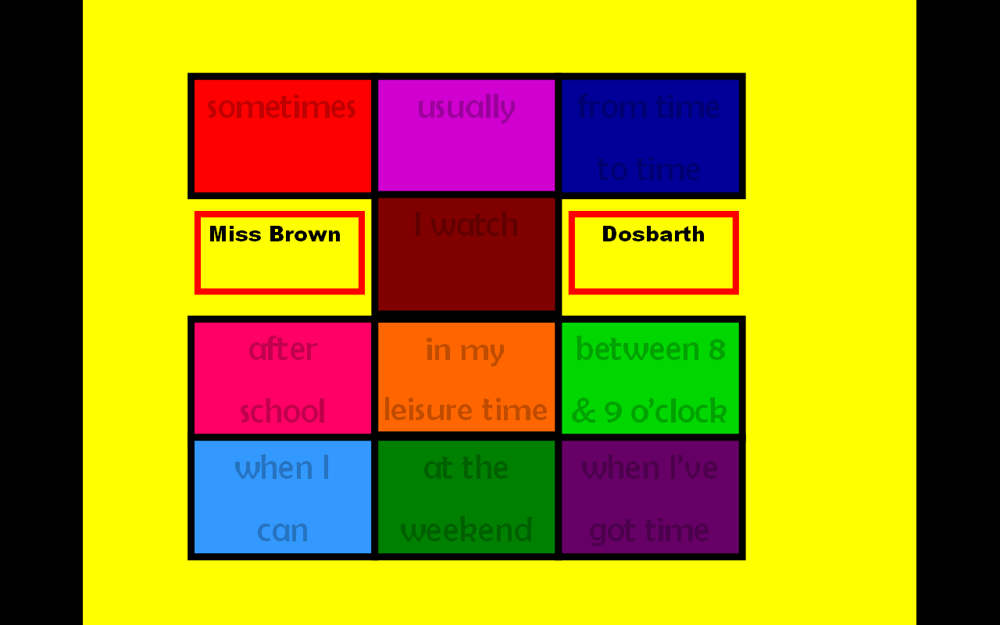 sometimes
usually
from time
to time
Miss Brown
I watch
Dosbarth
after
school
in my
leisure time
between 8
& 9 o'clock
when I
can
at the
weekend
when I've
got time